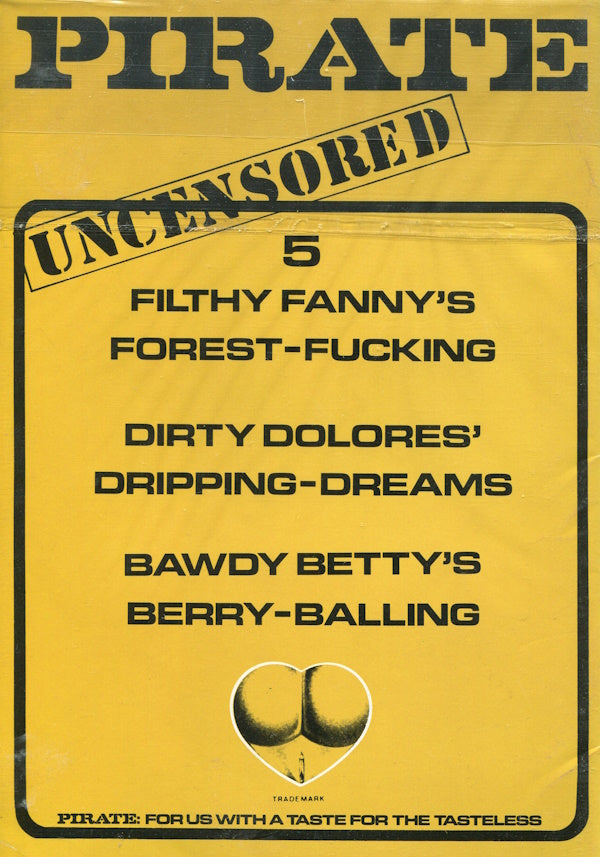 PIRATE
UNCENSORED
5
FILTHY FANNY'S
FOREST-FUCKING
DIRTY DOLORES'
DRIPPING-DREAMS
BAWDY BETTY'S
BERRY-BALLING
TRADEMARK
PIRATE: FOR US WITH A TASTE FOR THE TASTELESS